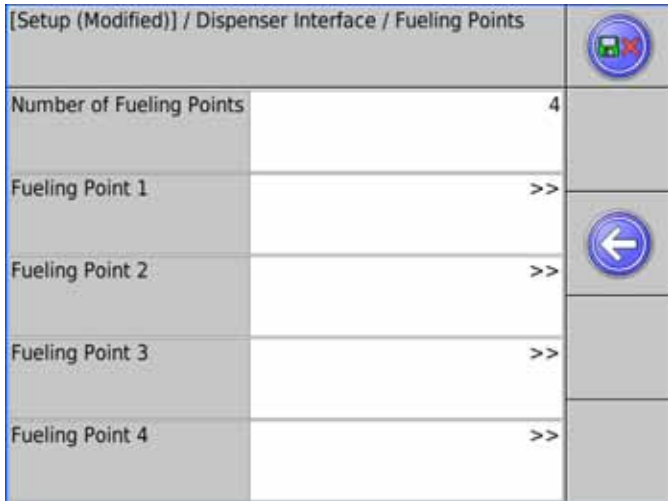 [Setup (Modified)] / Dispenser Interface / Fueling Points
Number of Fueling Points 4
Fueling Point 1 >>
Fueling Point 2 >>
Fueling Point 3 >>
Fueling Point 4 >>